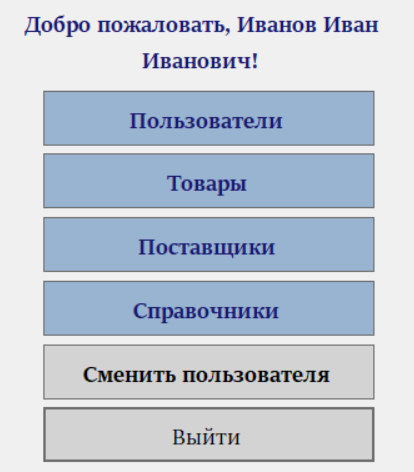 Добро пожаловать, Иванов Иван
Иванович!
Пользователи
Товары
Поставщики
Справочники
Сменить пользователя
Выйти